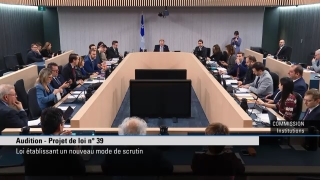 COMMISSION
Institutions
Audition - Projet de loi n° 39
Loi établissant un nouveau mode de scrutin